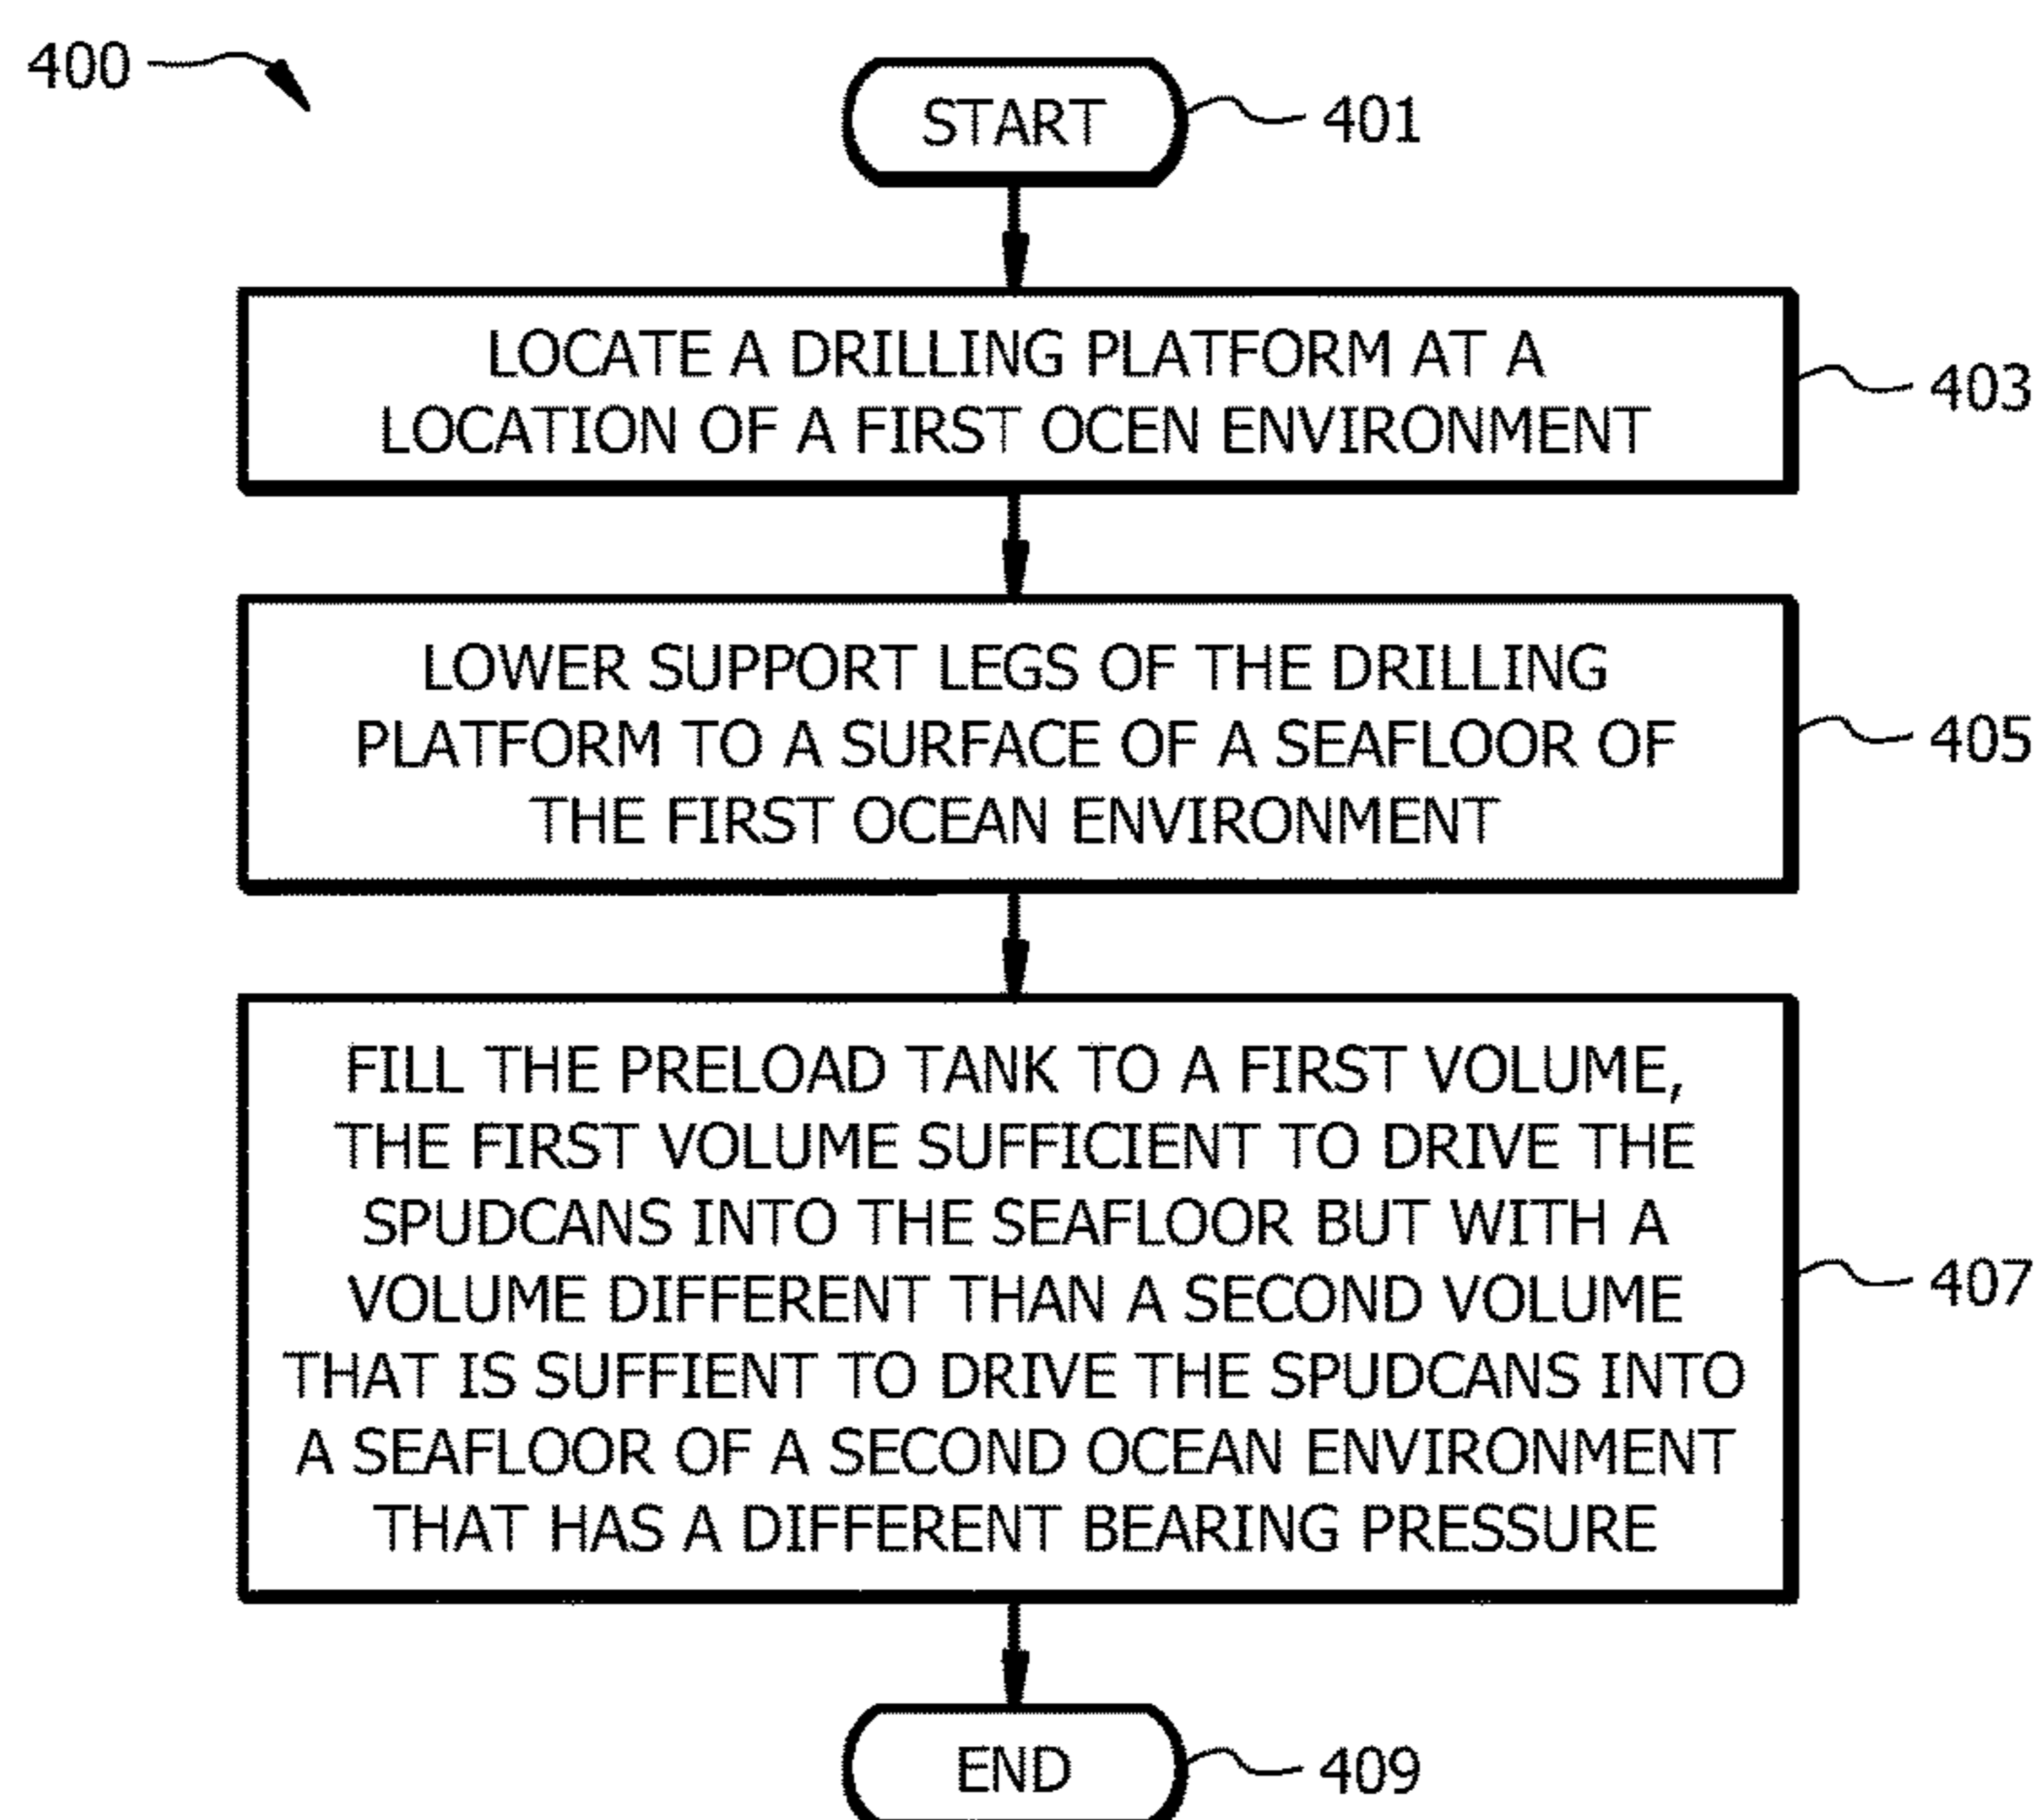 400
START
401
LOCATE A DRILLING PLATFORM AT A
LOCATION OF A FIRST OCEN ENVIRONMENT
403
LOWER SUPPORT LEGS OF THE DRILLING
PLATFORM TO A SURFACE OF A SEAFLOOR OF
THE FIRST OCEAN ENVIRONMENT
405
FILL THE PRELOAD TANK TO A FIRST VOLUME,
THE FIRST VOLUME SUFFICIENT TO DRIVE THE
SPUDCANS INTO THE SEAFLOOR BUT WITH A
VOLUME DIFFERENT THAN A SECOND VOLUME
THAT IS SUFFIENT TO DRIVE THE SPUDCANS INTO
A SEAFLOOR OF A SECOND OCEAN ENVIRONMENT
THAT HAS A DIFFERENT BEARING PRESSURE
407
END
409